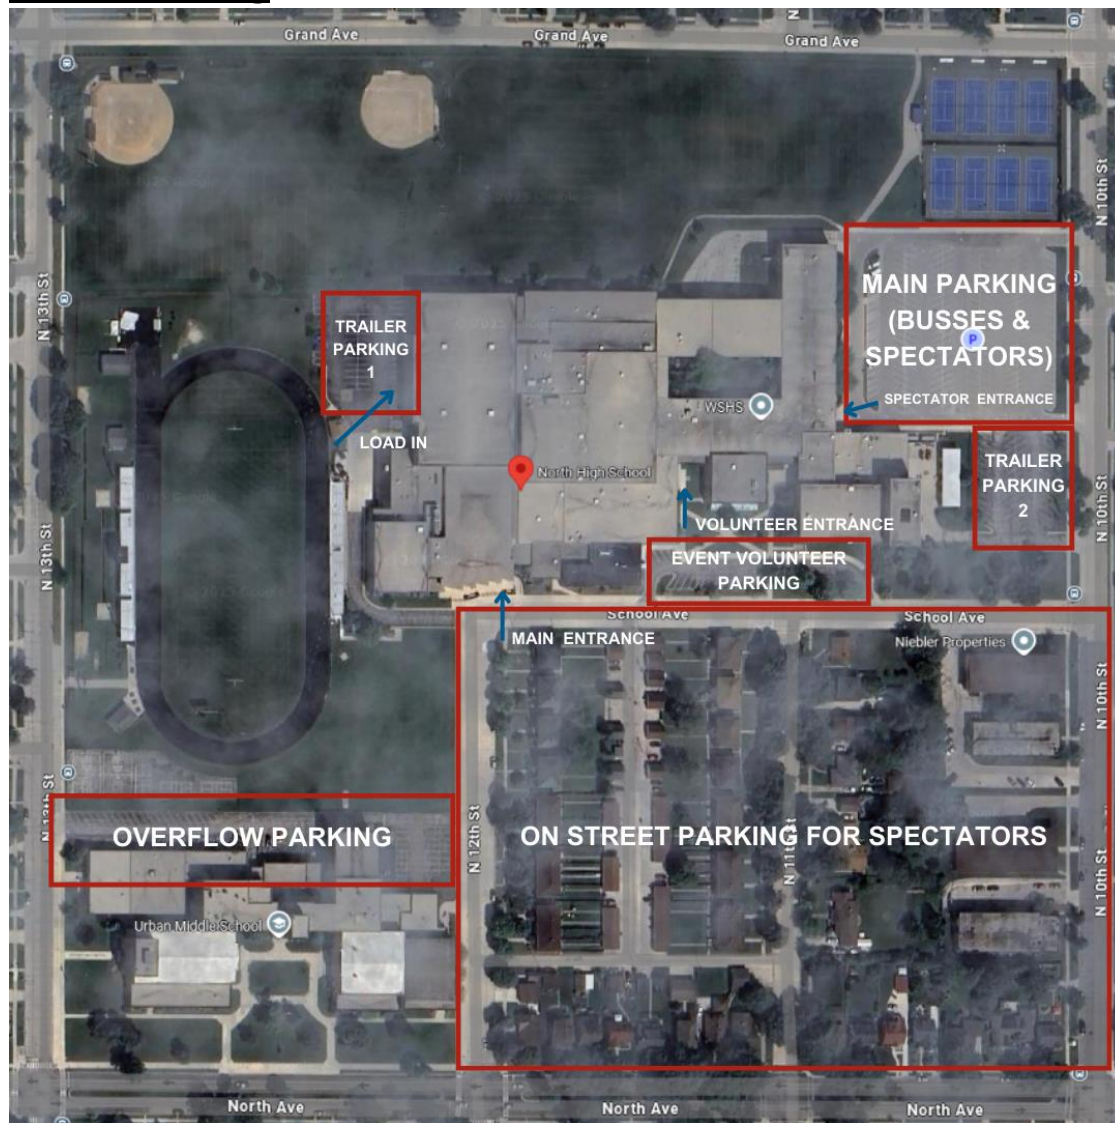 Grand Ave
Grand Ave
Grand Ave
N
N 10th St
N 13th St
MAIN PARKING
(BUSSES &
SPECTATORS)
P
TRAILER
PARKING
1
SPECTATOR ENTRANCE
WSHS
LOAD IN
North High School
TRAILER
PARKING
2
N 10th St
N 13th St
VOLUNTEER ENTRANCE
EVENT VOLUNTEER
PARKING
School Ave
School Ave
MAIN ENTRANCE
Niebler Properties
N 10th St
N 13th St
N 12th St
OVERFLOW PARKING
ON STREET PARKING FOR SPECTATORS
N 11th St
N 10th St
Urban Middle School
North Ave
North Ave
North Ave